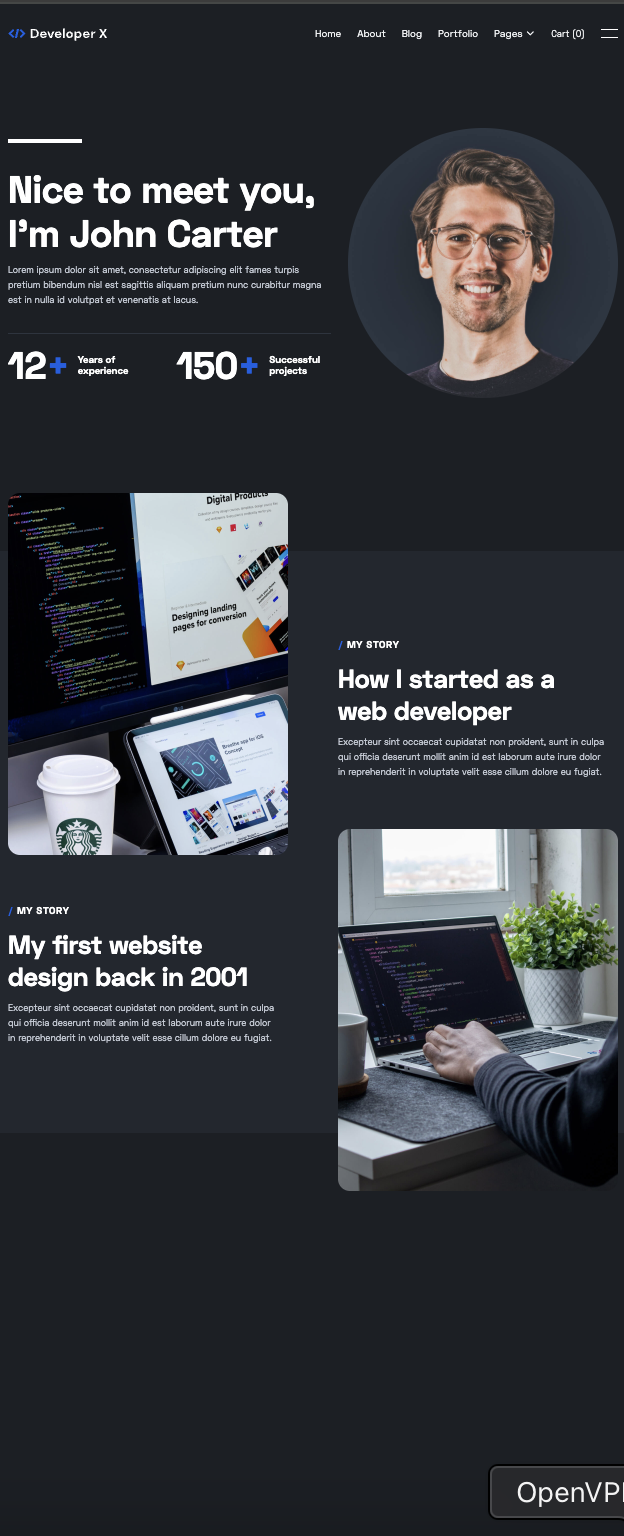 </> Developer X
Home About Blog Portfolio Pages Cart (0)
Nice to meet you,
I'm John Carter
Lorem ipsum dolor sit amet, consectetur adipiscing elit fames turpis
pretium bibendum nisl est sagittis aliquam pretium nunc curabitur magna
est in nulla id volutpat et venenatis at lacus.
12+ Years of
experience
150+ Successful
projects
Digital Products
Designing landing
pages for conversion
Breathe app for iOS
Concept
/ MY STORY
How I started as a
web developer
Excepteur sint occaecat cupidatat non proident, sunt in culpa
qui officia deserunt mollit anim id est laborum aute irure dolor
in reprehenderit in voluptate velit esse cillum dolore eu fugiat.
/ MY STORY
My first website
design back in 2001
Excepteur sint occaecat cupidatat non proident, sunt in culpa
qui officia deserunt mollit anim id est laborum aute irure dolor
in reprehenderit in voluptate velit esse cillum dolore eu fugiat.
OpenVP